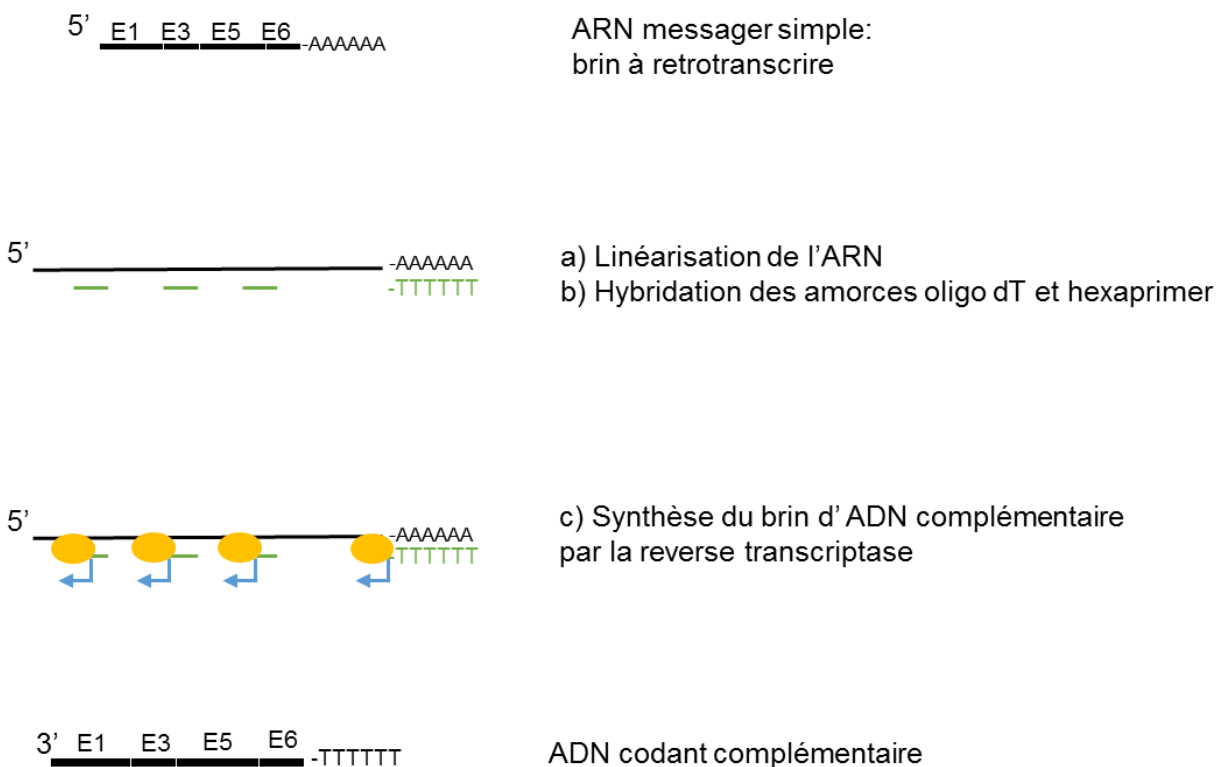 5’ E1 E3 E5 E6 -AAAAAA
ARN messager simple:
brin à retrotranscrire
5’ -AAAAAA
-TTTTTT
a) Linéarisation de l’ARN
b) Hybridation des amorces oligo dT et hexaprimer
5’ -AAAAAA
-TTTTTT
c) Synthèse du brin d’ ADN complémentaire
par la reverse transcriptase
3’ E1 E3 E5 E6 -TTTTTT
ADN codant complémentaire